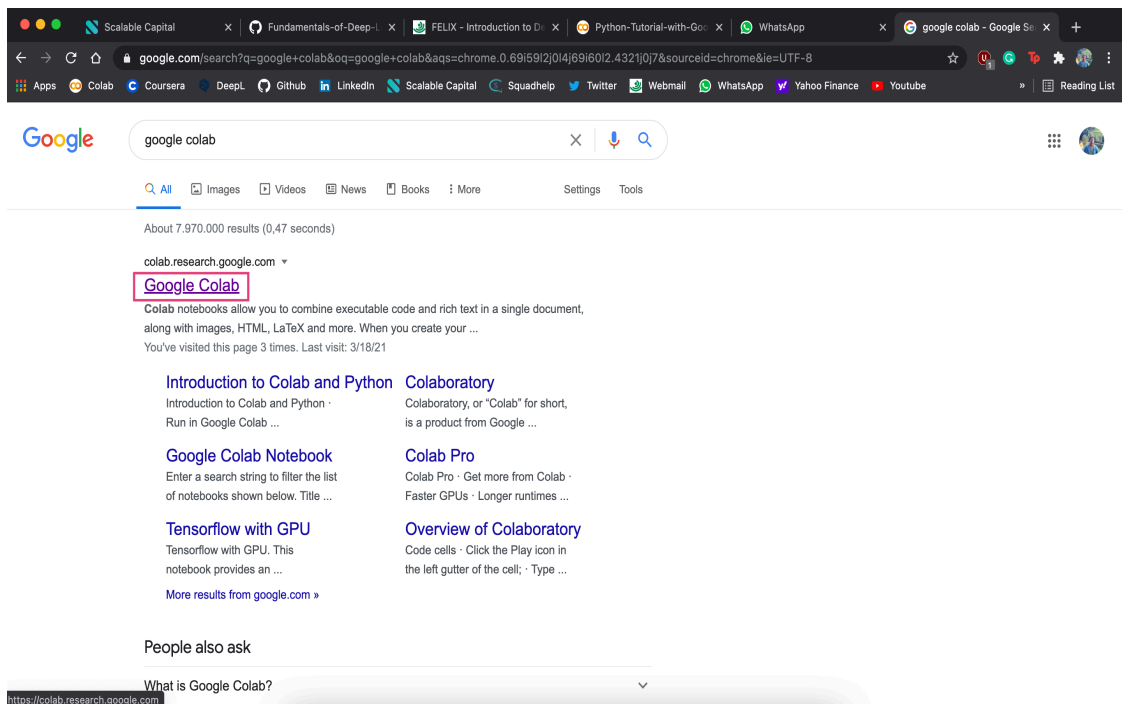 Scalable Capital
Fundamentals-of-Deep-L
FELIX - Introduction to De
Python-Tutorial-with-Goo
WhatsApp
google colab - Google Se
google.com/search?q=google+colab&oq=google+colab&aqs=chrome.0.69i59l2j0l4j69i60l2.4321j0j7&sourceid=chrome&ie=UTF-8
Apps Colab Coursera DeepL Github LinkedIn Scalable Capital Squadhelp Twitter Webmail WhatsApp Yahoo Finance Youtube » Reading List
Google
google colab
All Images Videos News Books More Settings Tools
About 7.970.000 results (0,47 seconds)
colab.research.google.com
Google Colab
Colab notebooks allow you to combine executable code and rich text in a single document,
along with images, HTML, LaTeX and more. When you create your ...
You've visited this page 3 times. Last visit: 3/18/21
Introduction to Colab and Python
Introduction to Colab and Python ·
Run in Google Colab ...
Colaboratory
Colaboratory, or “Colab” for short,
is a product from Google ...
Google Colab Notebook
Enter a search string to filter the list
of notebooks shown below. Title ...
Colab Pro
Colab Pro · Get more from Colab ·
Faster GPUs · Longer runtimes ...
Tensorflow with GPU
Tensorflow with GPU. This
notebook provides an ...
Overview of Colaboratory
Code cells · Click the Play icon in
the left gutter of the cell; · Type ...
More results from google.com »
People also ask
What is Google Colab?
https://colab.research.google.com